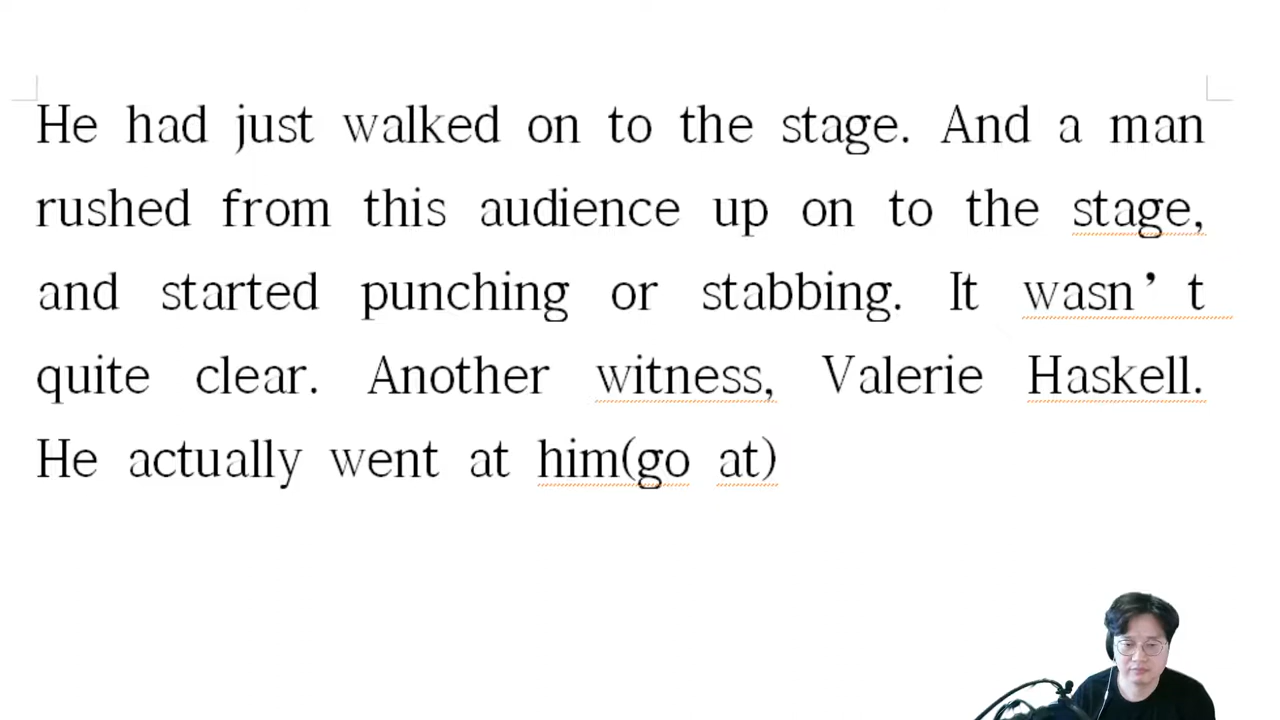 He had just walked on to the stage. And a man
rushed from this audience up on to the stage,
and started punching or stabbing. It wasn’t
quite clear. Another witness, Valerie Haskell.
He actually went at him(go at)